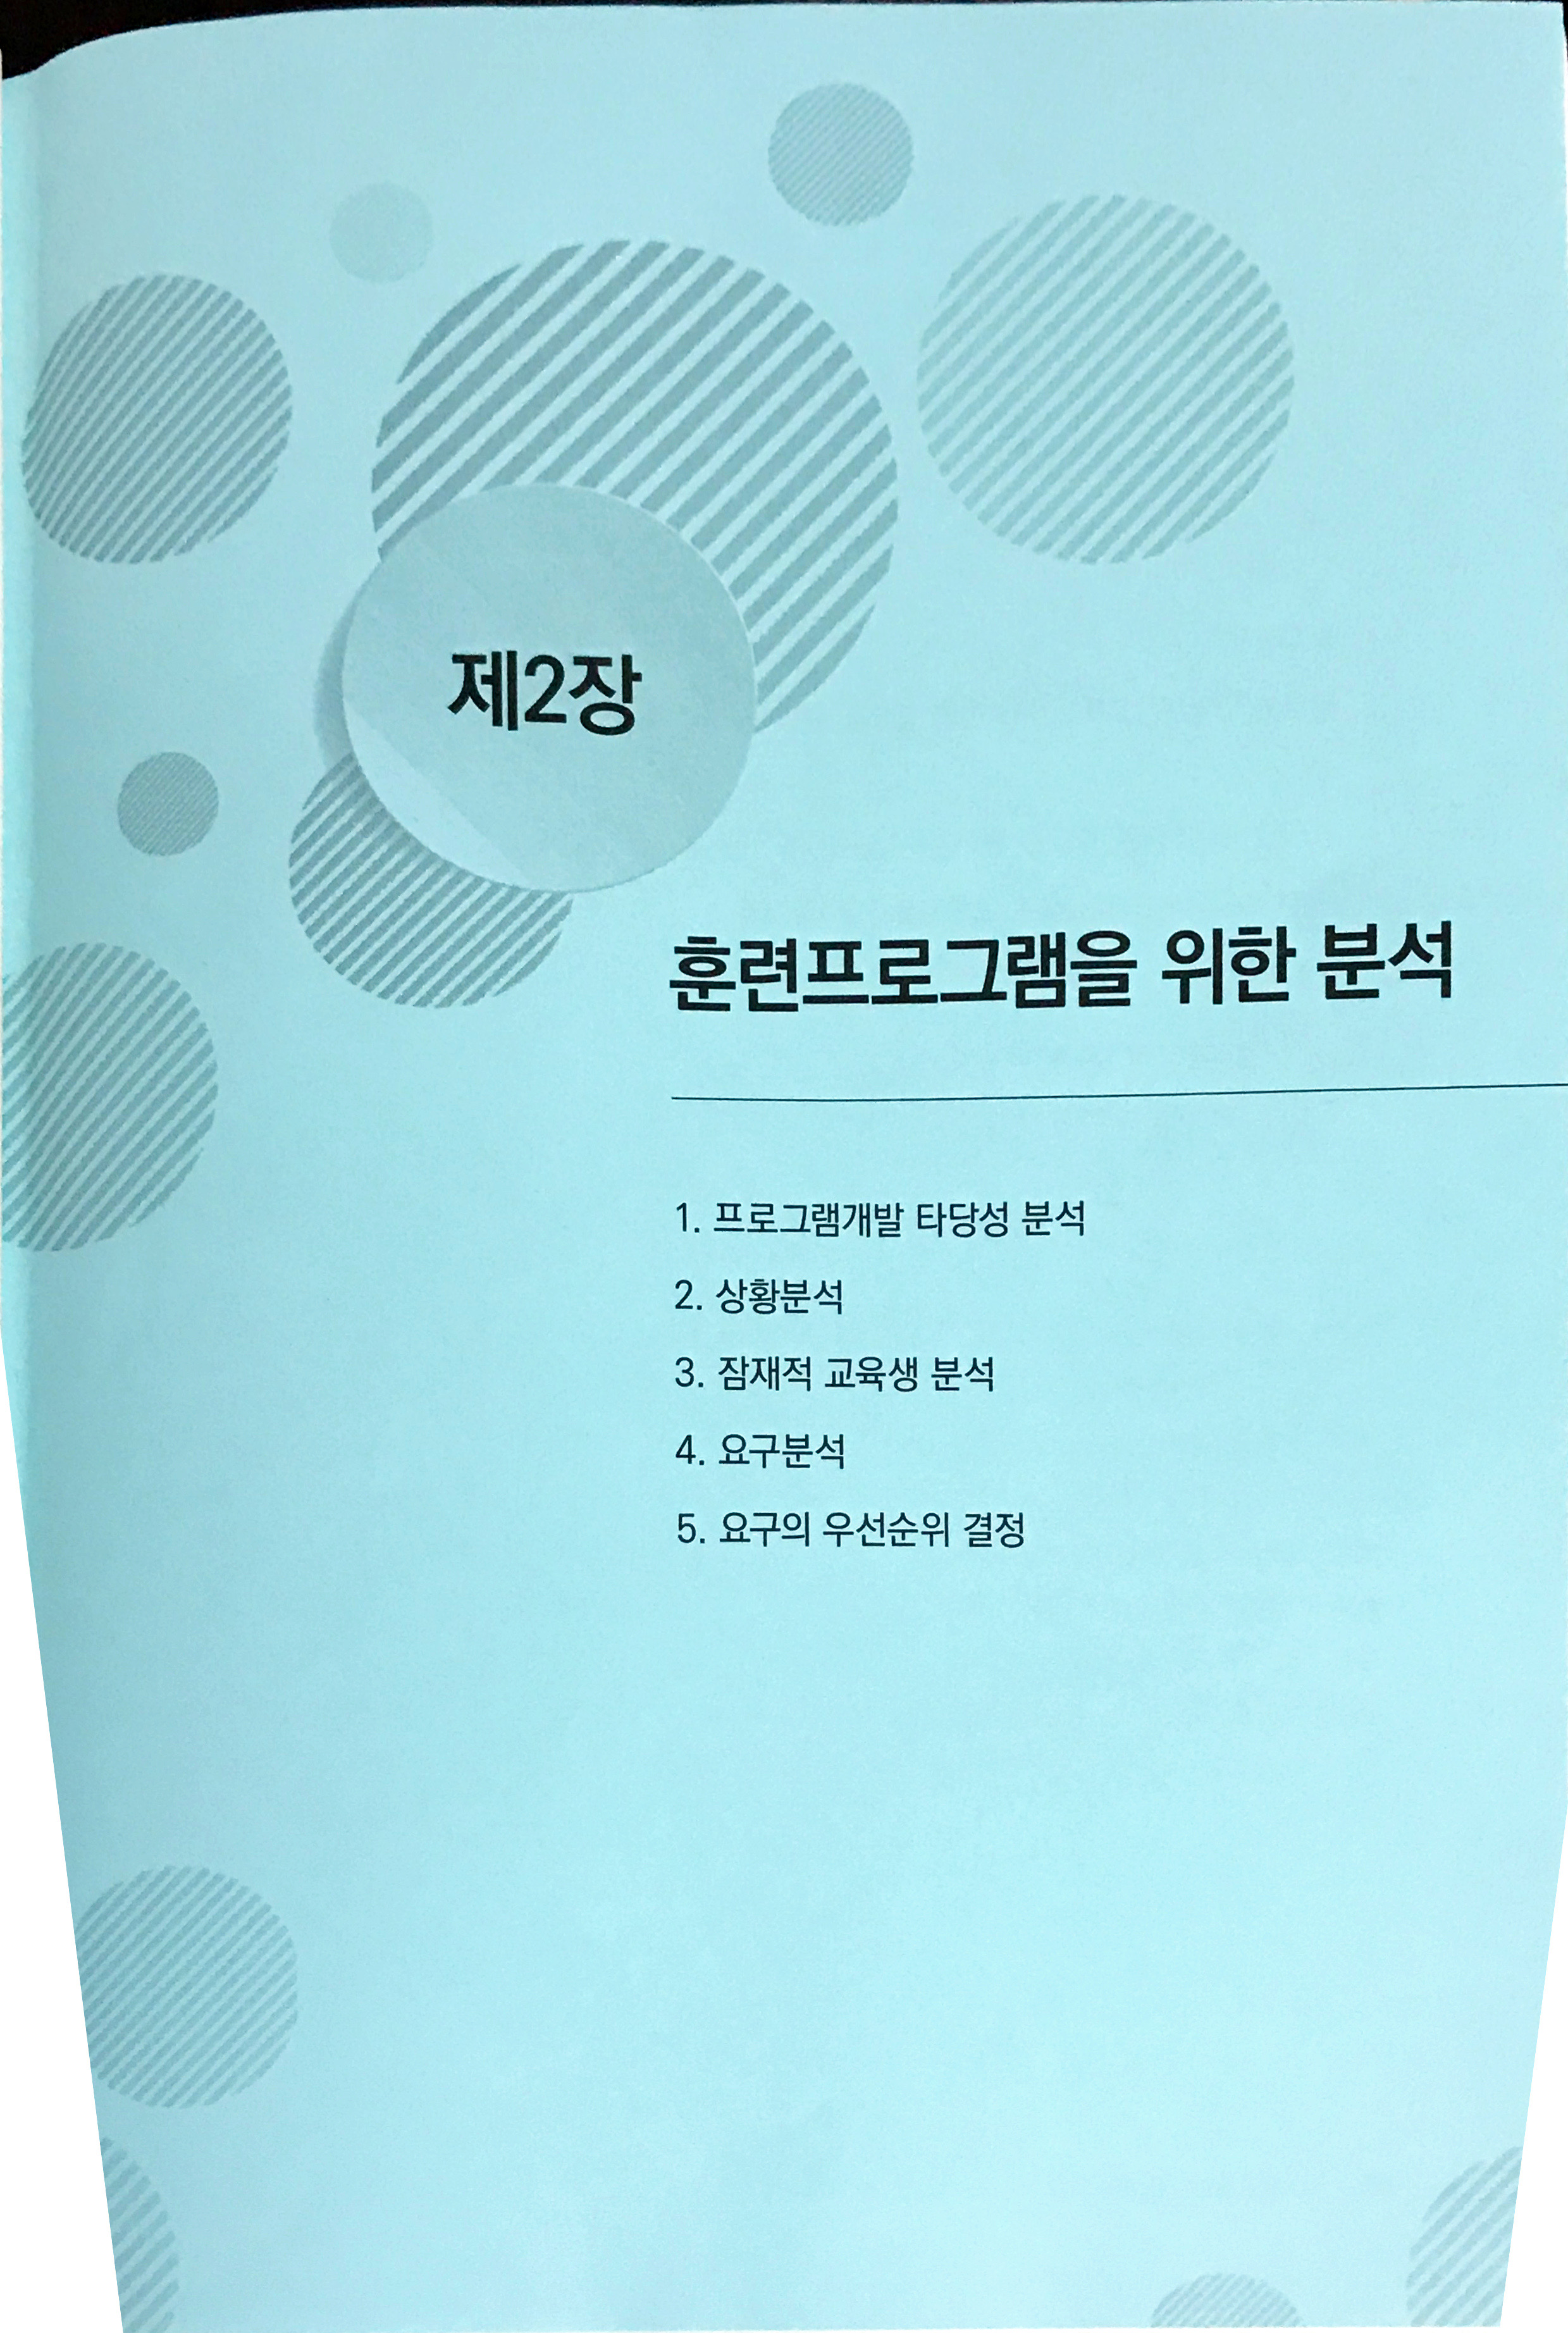 제2장
훈련프로그램을 위한 분석
1. 프로그램개발 타당성 분석
2. 상황분석
3. 잠재적 교육생 분석
4. 요구분석
5. 요구의 우선순위 결정